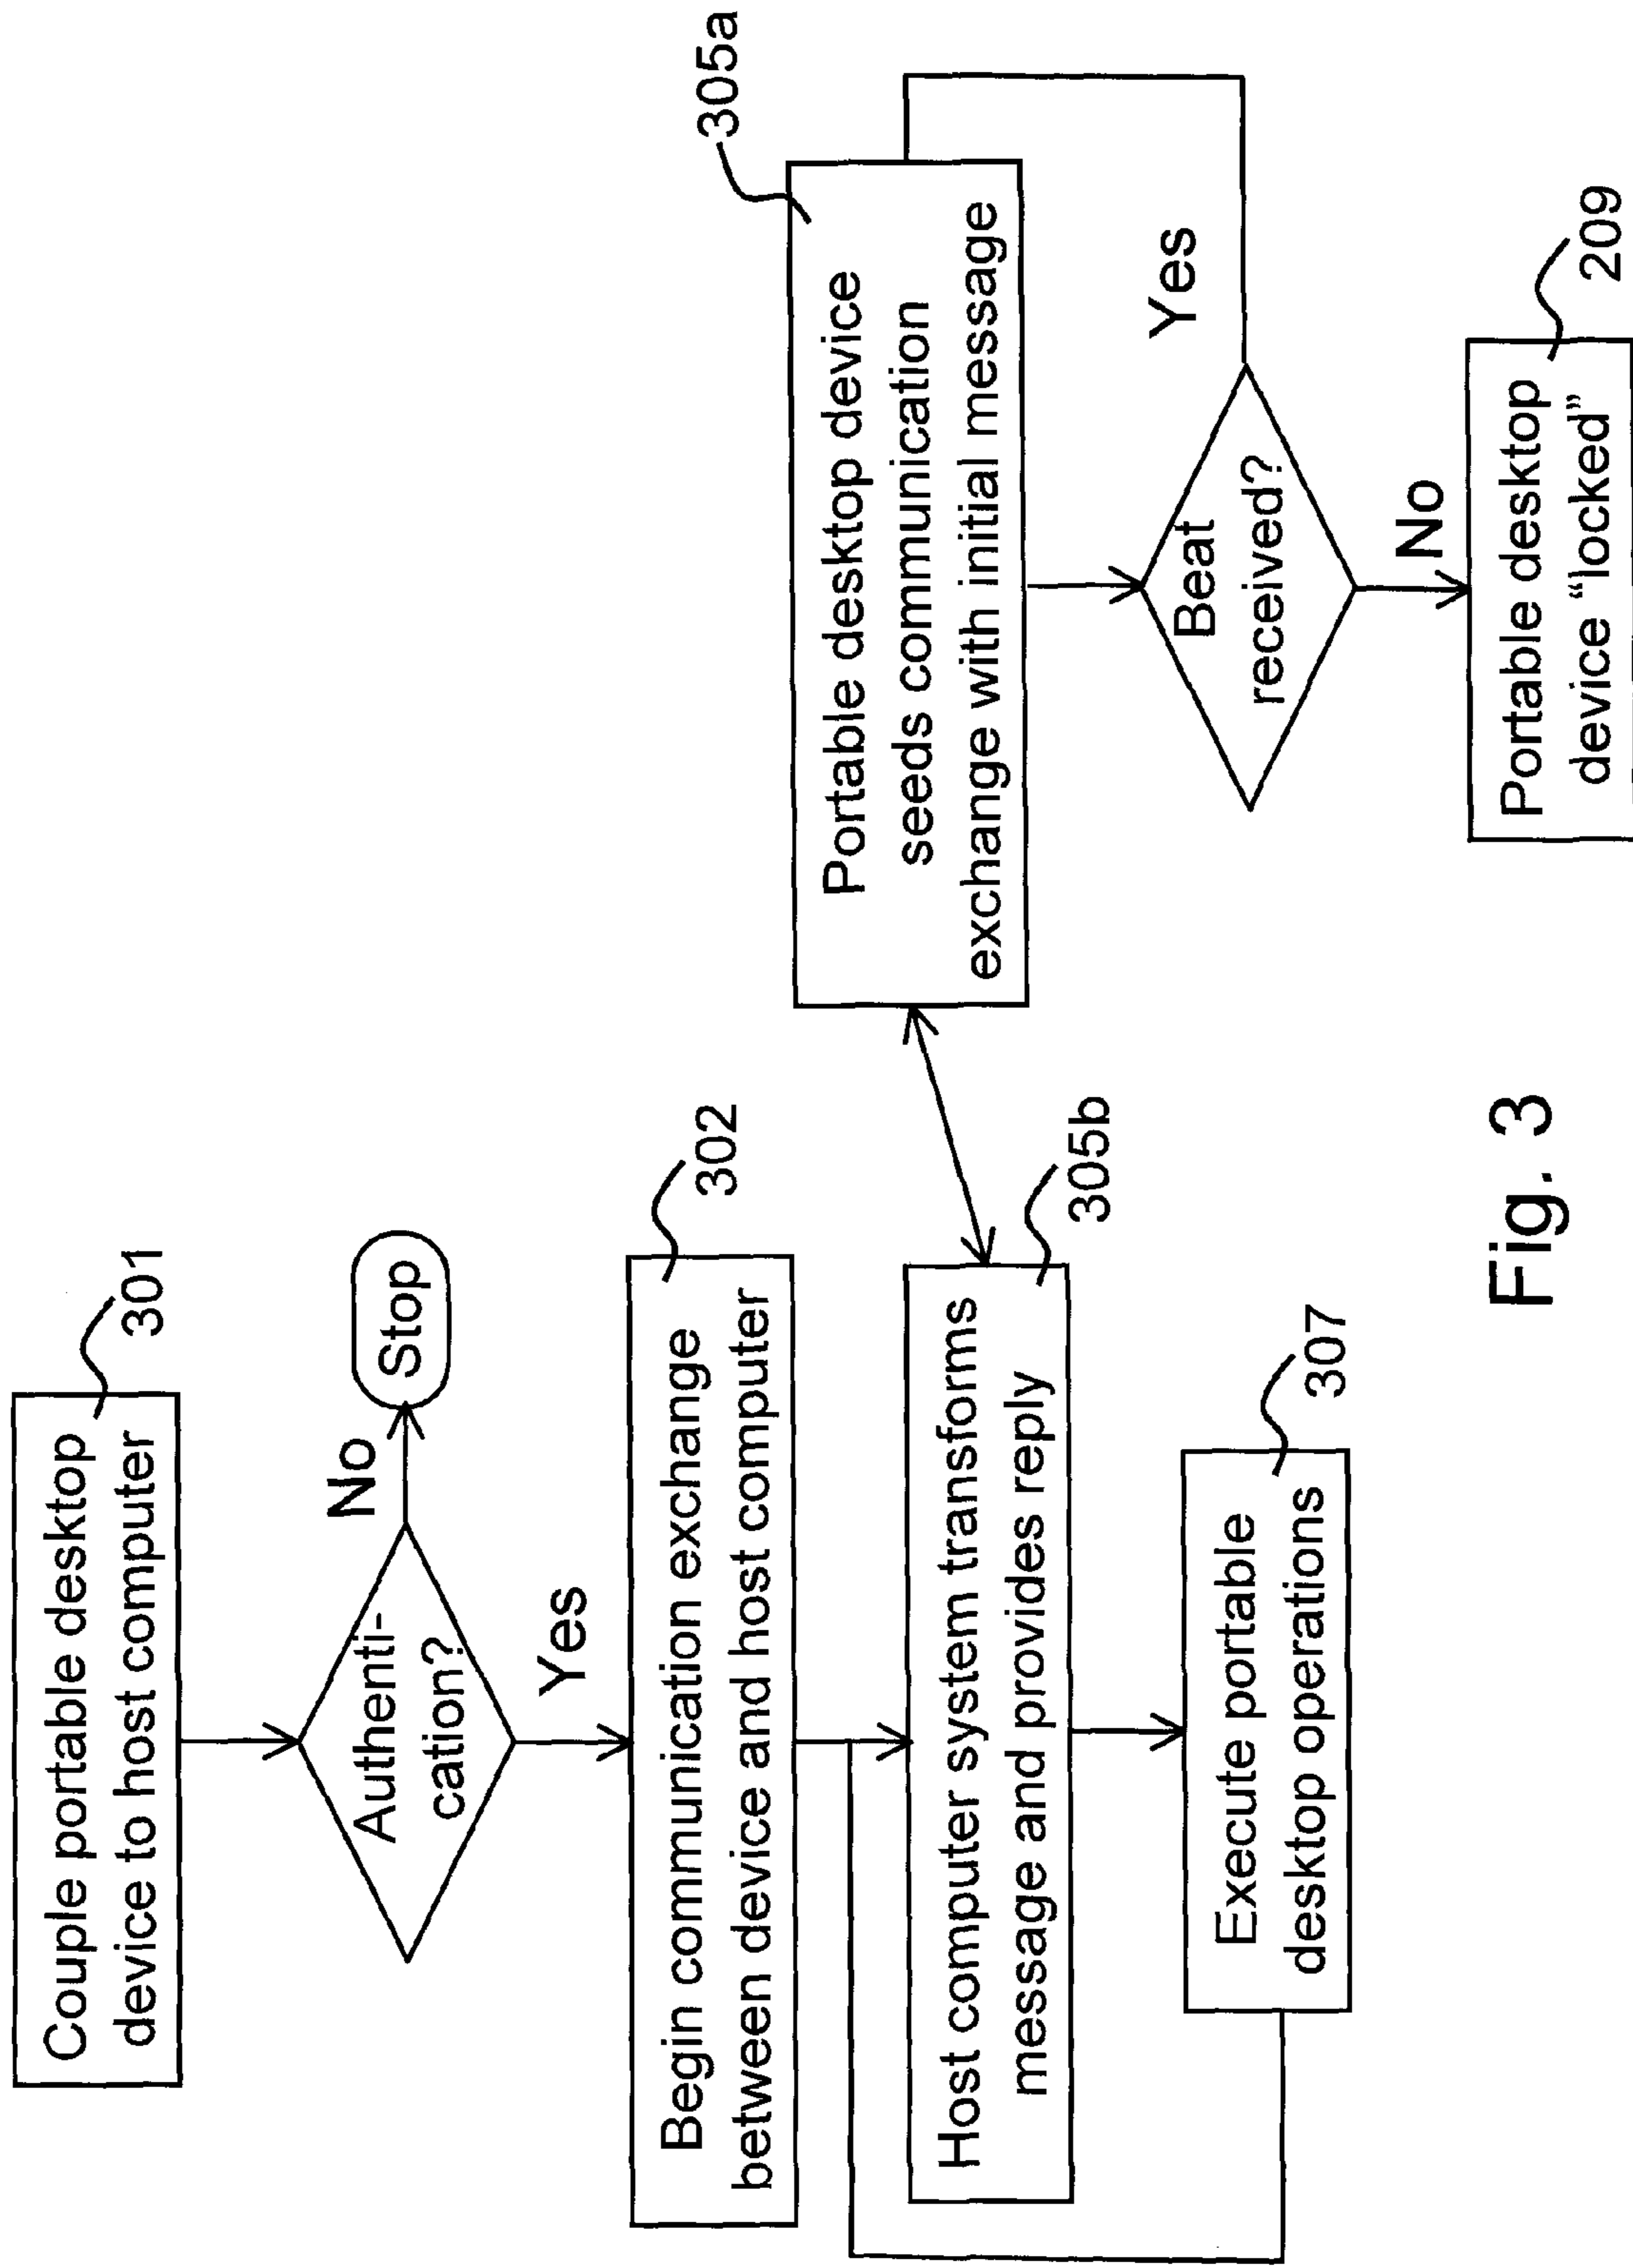 Couple portable desktop
device to host computer
301
Authenti-
cation?
No
Stop
Yes
Begin communication exchange
between device and host computer
302
Host computer system transforms
message and provides reply
305b
Execute portable
desktop operations
307
Portable desktop device
seeds communication
exchange with initial message
305a
Beat
received?
Yes
No
Portable desktop
device “locked”
209
Fig. 3